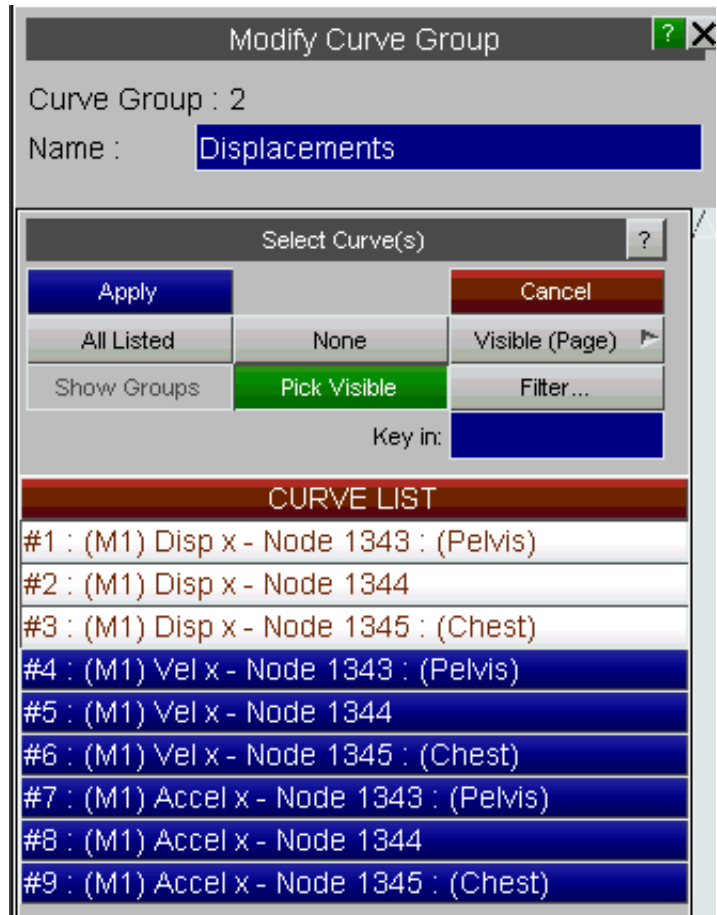 Modify Curve Group ? X
Curve Group : 2
Name : Displacements
Select Curve(s) ?
Apply Cancel
All Listed None Visible (Page)
Show Groups Pick Visible Filter...
Key in:
CURVE LIST
#1 : (M1) Disp x - Node 1343 : (Pelvis)
#2 : (M1) Disp x - Node 1344
#3 : (M1) Disp x - Node 1345 : (Chest)
#4 : (M1) Vel x - Node 1343 : (Pelvis)
#5 : (M1) Vel x - Node 1344
#6 : (M1) Vel x - Node 1345 : (Chest)
#7 : (M1) Accel x - Node 1343 : (Pelvis)
#8 : (M1) Accel x - Node 1344
#9 : (M1) Accel x - Node 1345 : (Chest)